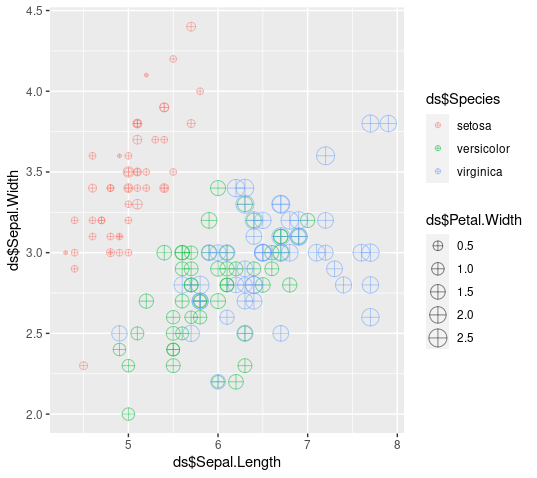 4.5
4.0
3.5
3.0
2.5
2.0
ds$Sepal.Width
5
6
7
8
ds$Sepal.Length
ds$Species
setosa
versicolor
virginica
ds$Petal.Width
0.5
1.0
1.5
2.0
2.5